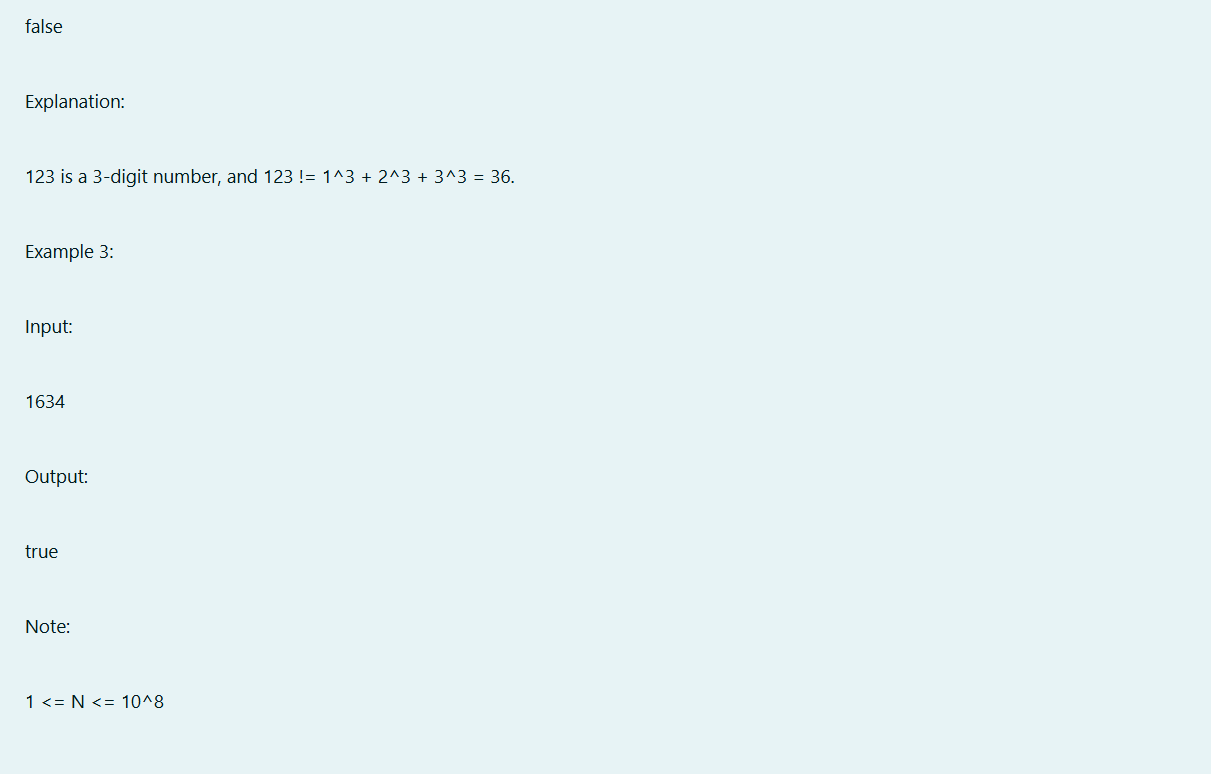 false
Explanation:
123 is a 3-digit number, and 123 != 1^3 + 2^3 + 3^3 = 36.
Example 3:
Input:
1634
Output:
true
Note:
1 <= N <= 10^8